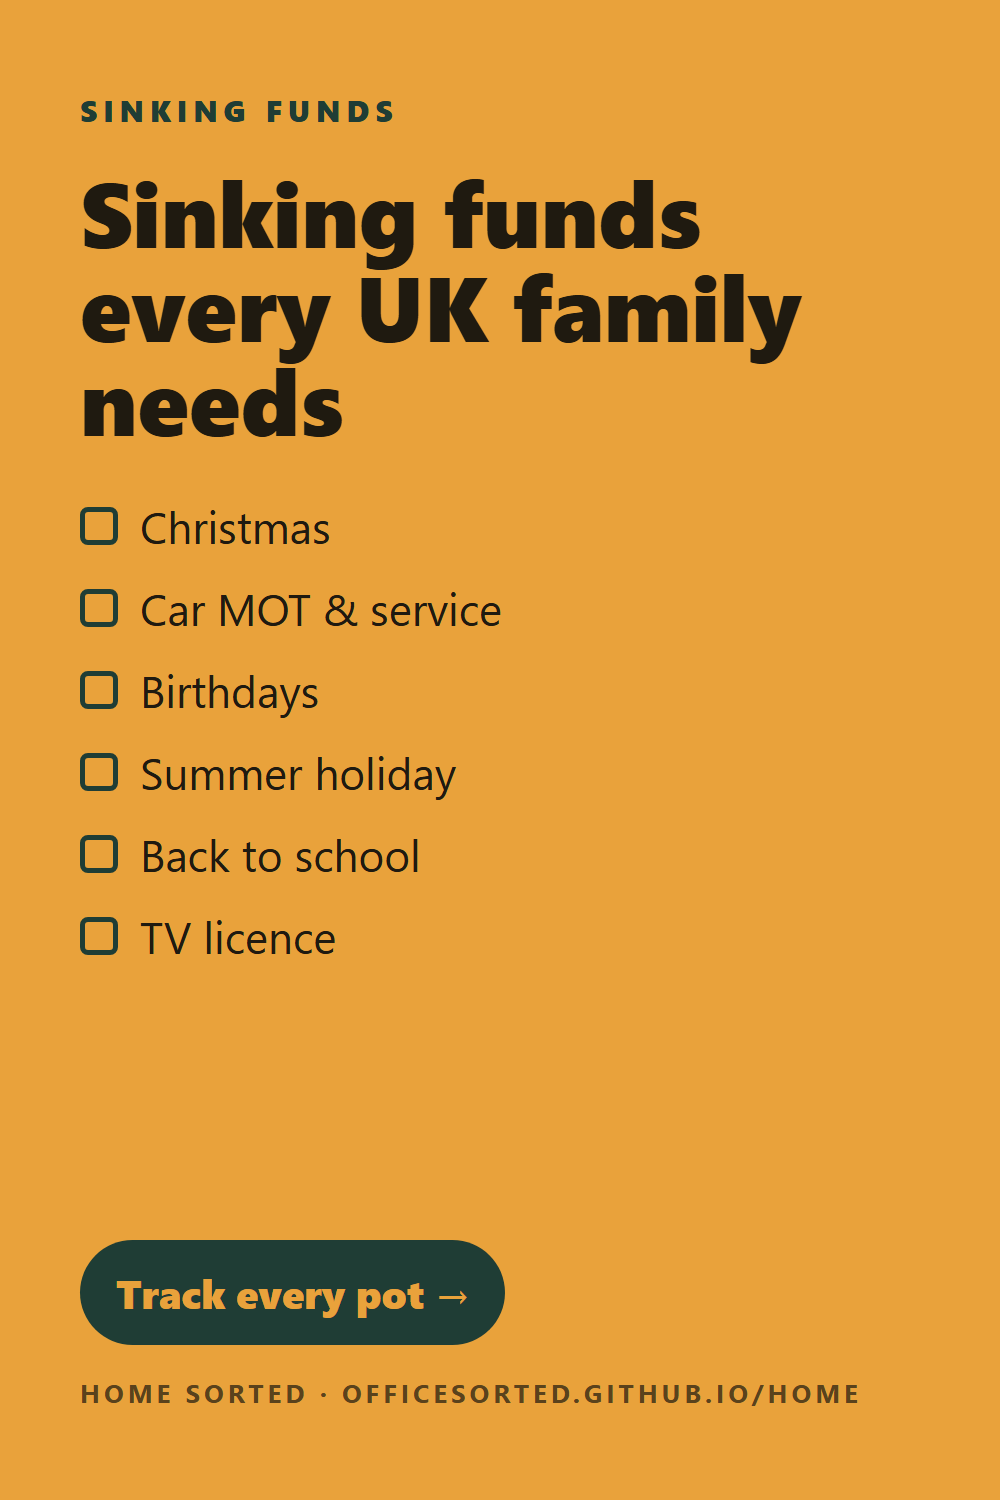 SINKING FUNDS
Sinking funds
every UK family
needs
Christmas
Car MOT & service
Birthdays
Summer holiday
Back to school
TV licence
Track every pot →
HOME SORTED · OFFICESORTED.GITHUB.IO/HOME